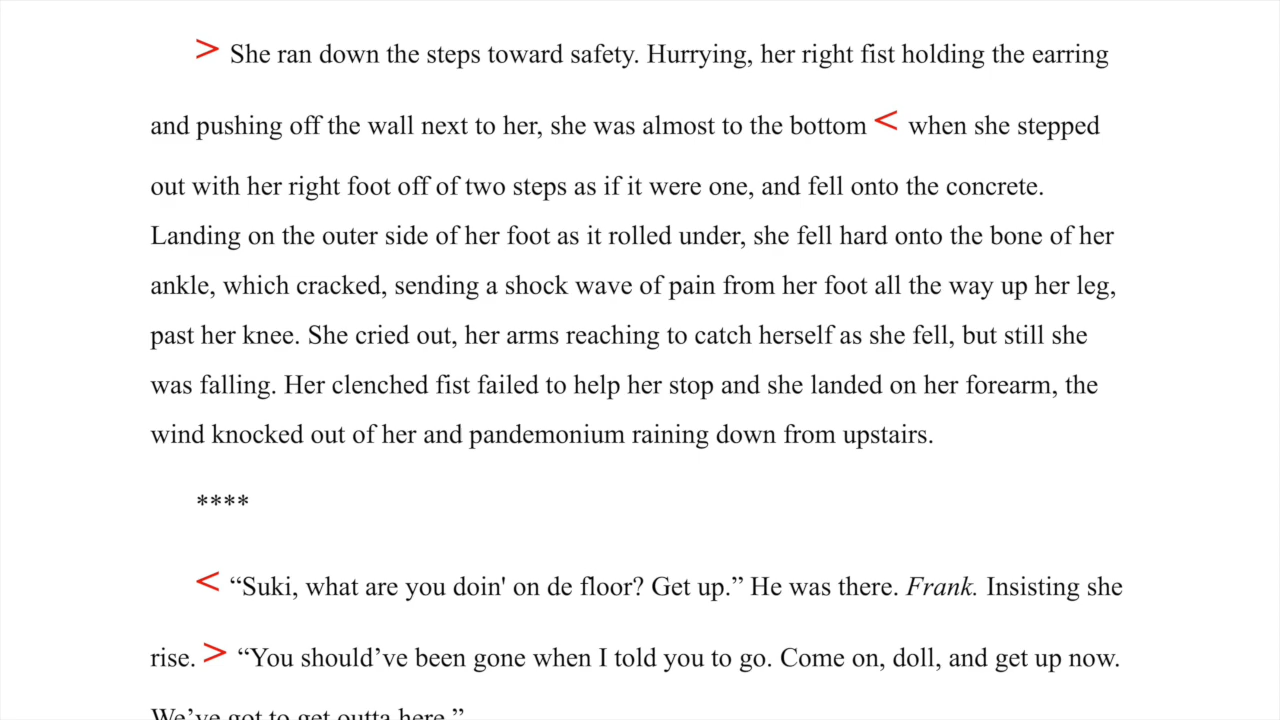 > She ran down the steps toward safety. Hurrying, her right fist holding the earring
and pushing off the wall next to her, she was almost to the bottom < when she stepped
out with her right foot off of two steps as if it were one, and fell onto the concrete.
Landing on the outer side of her foot as it rolled under, she fell hard onto the bone of her
ankle, which cracked, sending a shock wave of pain from her foot all the way up her leg,
past her knee. She cried out, her arms reaching to catch herself as she fell, but still she
was falling. Her clenched fist failed to help her stop and she landed on her forearm, the
wind knocked out of her and pandemonium raining down from upstairs.
****
< “Suki, what are you doin' on de floor? Get up.” He was there. Frank. Insisting she
rise. > “You should’ve been gone when I told you to go. Come on, doll, and get up now.
We’ve got to get outta here.”